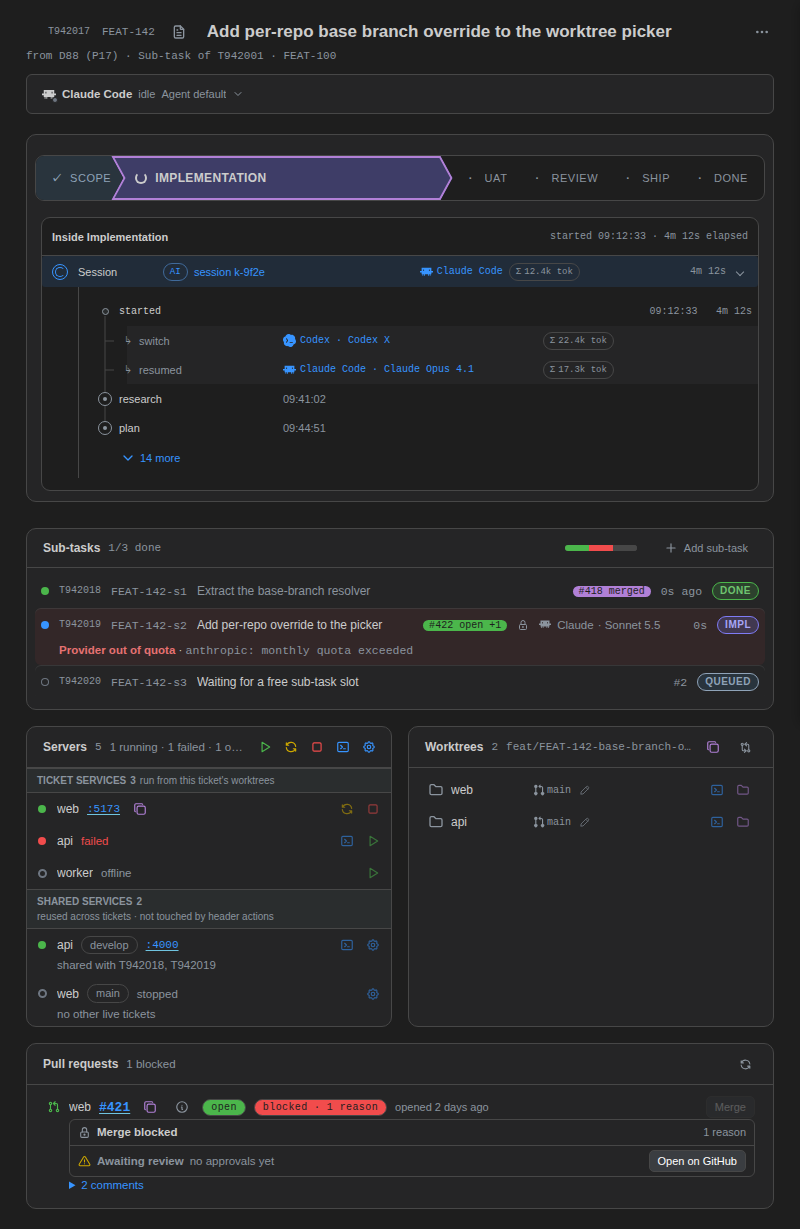 T942017 FEAT-142 Add per-repo base branch override to the worktree picker
from D88 (P17) · Sub-task of T942001 · FEAT-100
Claude Code idle Agent default
SCOPE IMPLEMENTATION · UAT · REVIEW · SHIP · DONE
Inside Implementation started 09:12:33 · 4m 12s elapsed
Session AI session k-9f2e Claude Code Σ 12.4k tok 4m 12s
started 09:12:33 4m 12s
↳ switch Codex · Codex X Σ 22.4k tok
↳ resumed Claude Code · Claude Opus 4.1 Σ 17.3k tok
research 09:41:02
plan 09:44:51
14 more
Sub-tasks 1/3 done Add sub-task
T942018 FEAT-142-s1 Extract the base-branch resolver #418 merged 0s ago DONE
T942019 FEAT-142-s2 Add per-repo override to the picker #422 open +1 Claude · Sonnet 5.5 0s IMPL
Provider out of quota · anthropic: monthly quota exceeded
T942020 FEAT-142-s3 Waiting for a free sub-task slot #2 QUEUED
Servers 5 1 running · 1 failed · 1 o…
TICKET SERVICES 3 run from this ticket's worktrees
web :5173
api failed
worker offline
SHARED SERVICES 2
reused across tickets · not touched by header actions
api develop :4000
shared with T942018, T942019
web main stopped
no other live tickets
Worktrees 2 feat/FEAT-142-base-branch-o…
web main
api main
Pull requests 1 blocked
web #421 open blocked · 1 reason opened 2 days ago Merge
Merge blocked 1 reason
Awaiting review no approvals yet Open on GitHub
2 comments